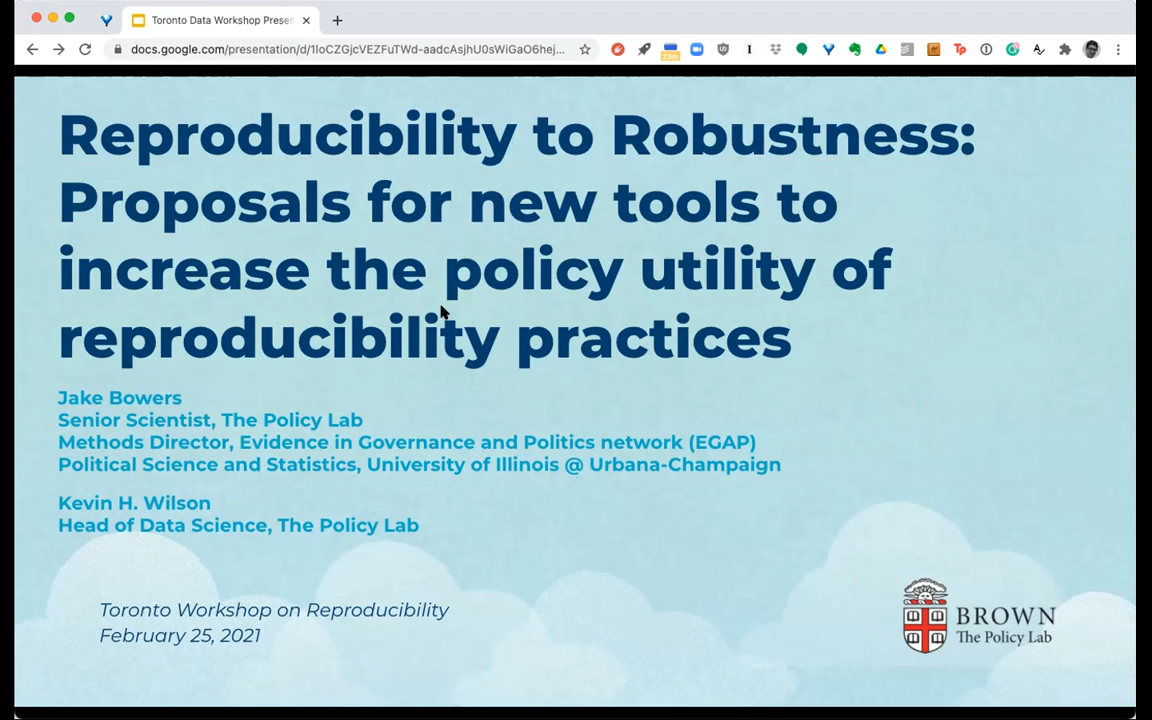 Toronto Data Workshop Presen
docs.google.com/presentation/d/1loCZGjcVEZFuTWd-aadcAsjhU0sWiGaO6hej...
Reproducibility to Robustness:
Proposals for new tools to
increase the policy utility of
reproducibility practices
Jake Bowers
Senior Scientist, The Policy Lab
Methods Director, Evidence in Governance and Politics network (EGAP)
Political Science and Statistics, University of Illinois @ Urbana-Champaign
Kevin H. Wilson
Head of Data Science, The Policy Lab
Toronto Workshop on Reproducibility
February 25, 2021
BROWN
The Policy Lab